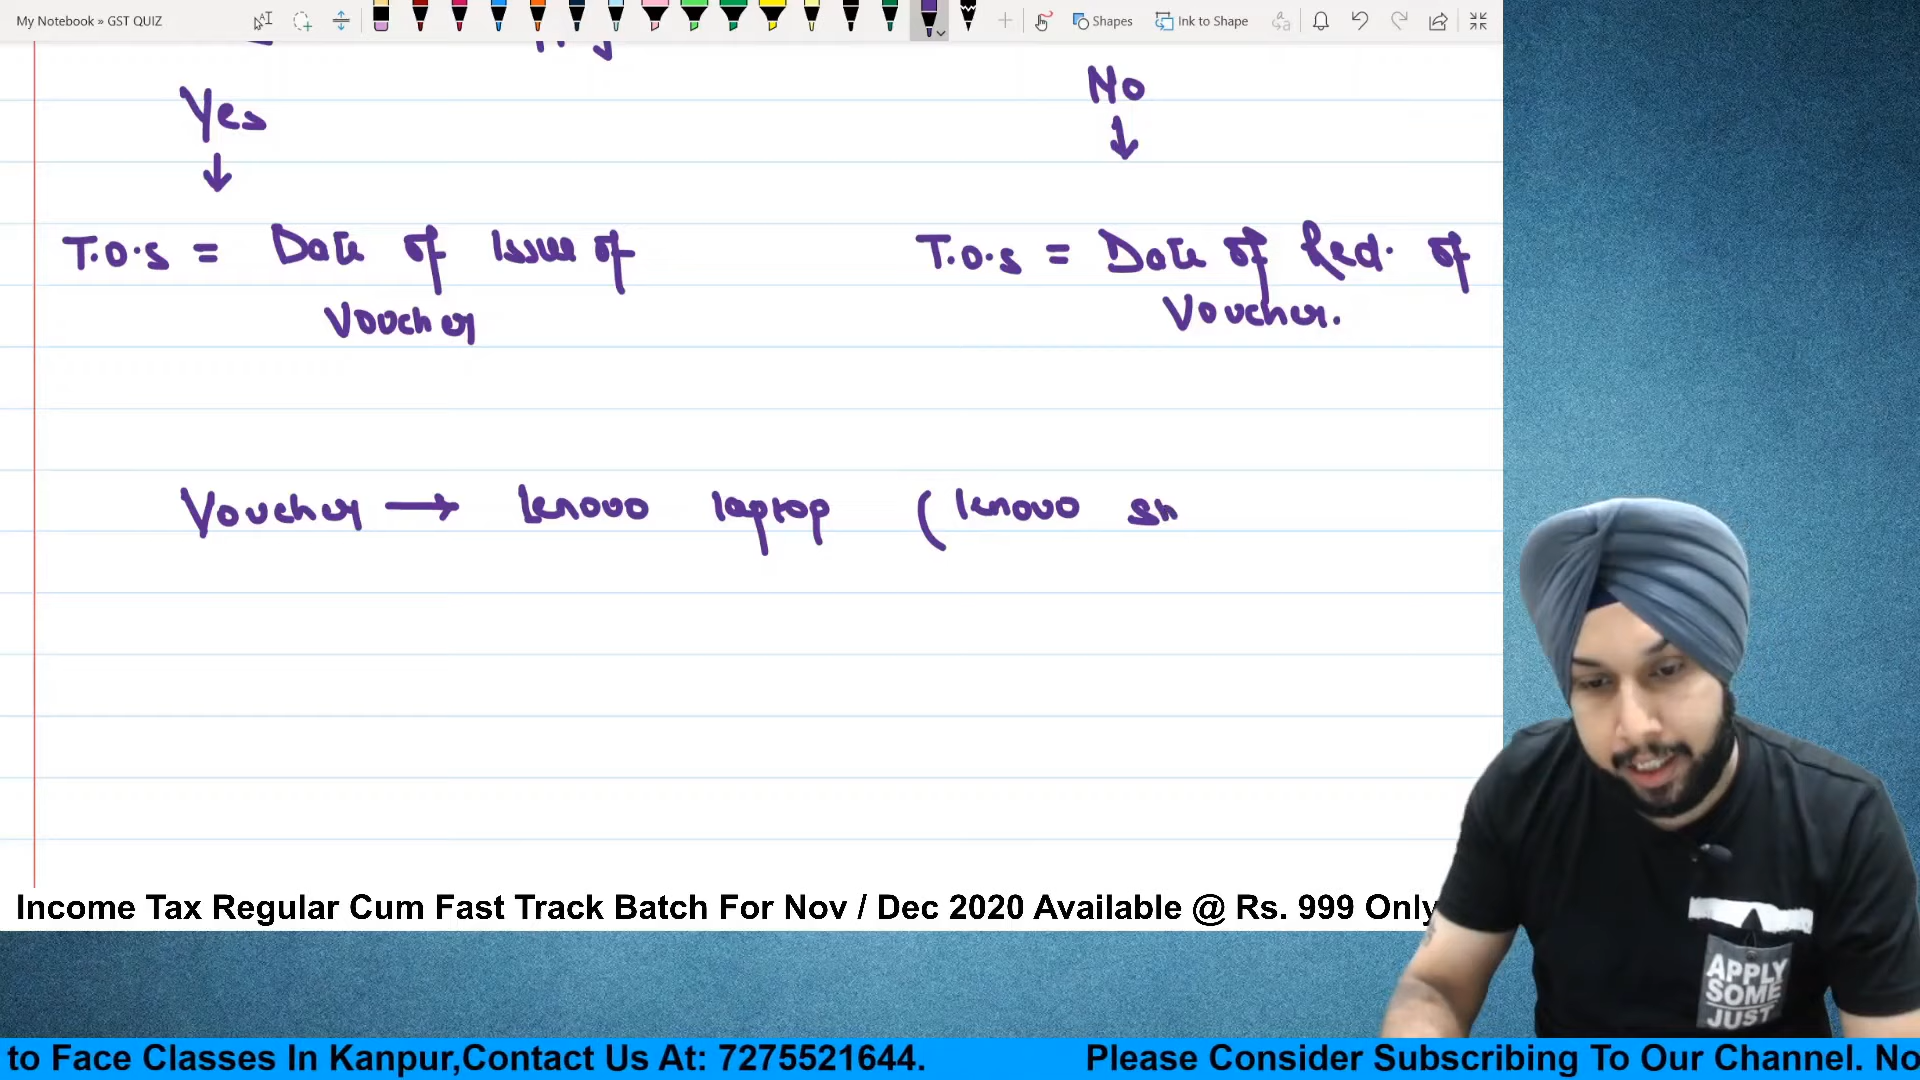 My Notebook » GST QUIZ
Shapes
Ink to Shape
Yes
No
T.O.S = Date of Issue of
Voucher
T.O.S = Date of Red. of
Voucher.
Voucher → Lenovo laptop (Lenovo sh
Income Tax Regular Cum Fast Track Batch For Nov / Dec 2020 Available @ Rs. 999 Only
APPLY
SOME
JUST
to Face Classes In Kanpur,Contact Us At: 7275521644. Please Consider Subscribing To Our Channel. No